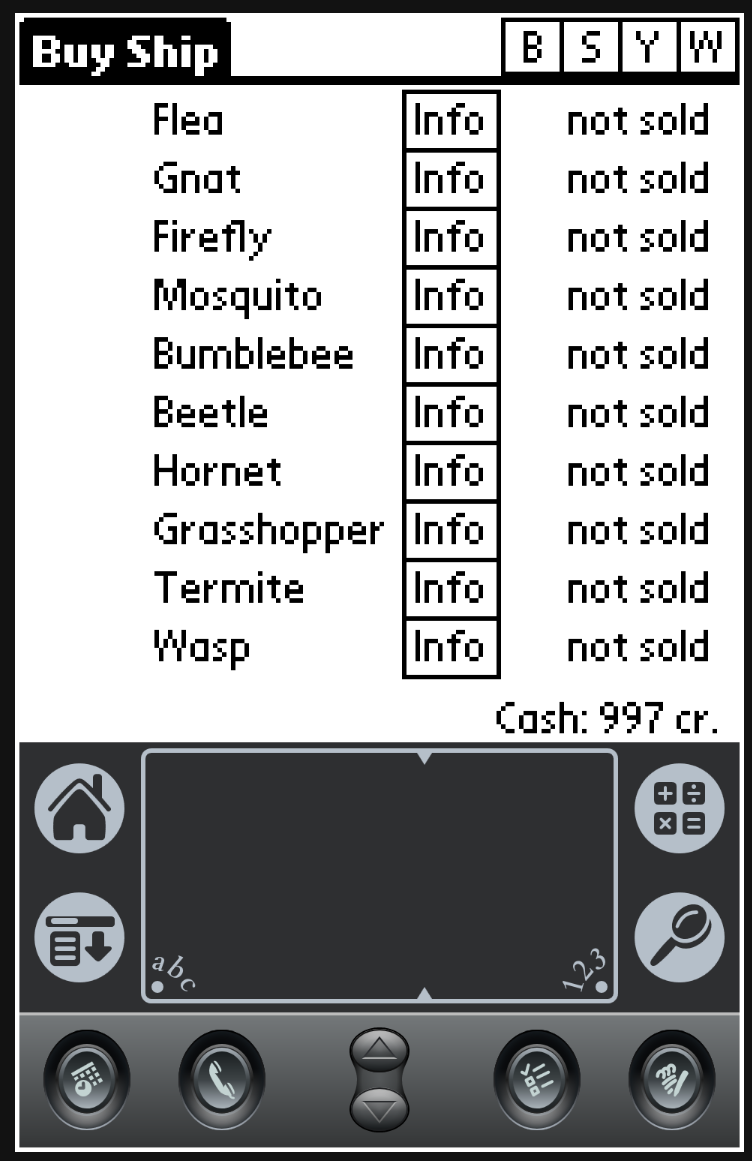 Buy Ship B S Y W
Flea Info not sold
Gnat Info not sold
Firefly Info not sold
Mosquito Info not sold
Bumblebee Info not sold
Beetle Info not sold
Hornet Info not sold
Grasshopper Info not sold
Termite Info not sold
Wasp Info not sold
Cash: 997 cr.
abc 123